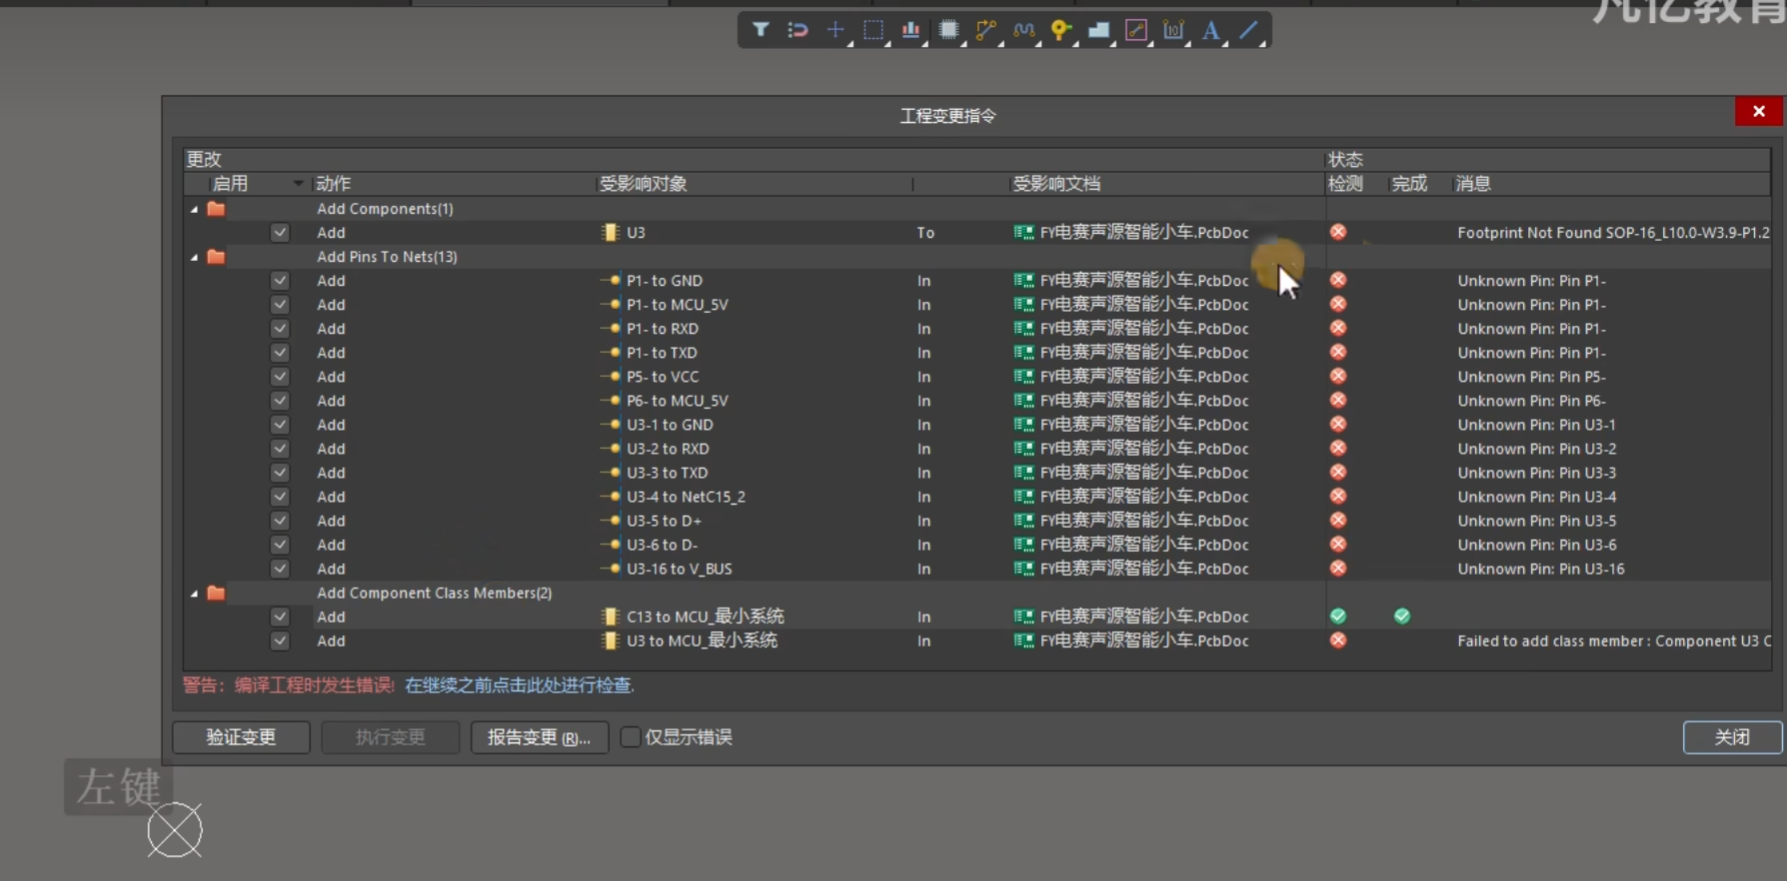 凡亿教育
工程变更指令
更改 状态
启用 动作 受影响对象 受影响文档 检测 完成 消息
Add Components(1)
Add U3 To FY电赛声源智能小车.PcbDoc Footprint Not Found SOP-16_L10.0-W3.9-P1.2
Add Pins To Nets(13)
Add P1- to GND In FY电赛声源智能小车.PcbDoc Unknown Pin: Pin P1-
Add P1- to MCU_5V In FY电赛声源智能小车.PcbDoc Unknown Pin: Pin P1-
Add P1- to RXD In FY电赛声源智能小车.PcbDoc Unknown Pin: Pin P1-
Add P1- to TXD In FY电赛声源智能小车.PcbDoc Unknown Pin: Pin P1-
Add P5- to VCC In FY电赛声源智能小车.PcbDoc Unknown Pin: Pin P5-
Add P6- to MCU_5V In FY电赛声源智能小车.PcbDoc Unknown Pin: Pin P6-
Add U3-1 to GND In FY电赛声源智能小车.PcbDoc Unknown Pin: Pin U3-1
Add U3-2 to RXD In FY电赛声源智能小车.PcbDoc Unknown Pin: Pin U3-2
Add U3-3 to TXD In FY电赛声源智能小车.PcbDoc Unknown Pin: Pin U3-3
Add U3-4 to NetC15_2 In FY电赛声源智能小车.PcbDoc Unknown Pin: Pin U3-4
Add U3-5 to D+ In FY电赛声源智能小车.PcbDoc Unknown Pin: Pin U3-5
Add U3-6 to D- In FY电赛声源智能小车.PcbDoc Unknown Pin: Pin U3-6
Add U3-16 to V_BUS In FY电赛声源智能小车.PcbDoc Unknown Pin: Pin U3-16
Add Component Class Members(2)
Add C13 to MCU_最小系统 In FY电赛声源智能小车.PcbDoc
Add U3 to MCU_最小系统 In FY电赛声源智能小车.PcbDoc Failed to add class member : Component U3 C
警告：编译工程时发生错误! 在继续之前点击此处进行检查.
验证变更 执行变更 报告变更 (R)... 仅显示错误 关闭
左键